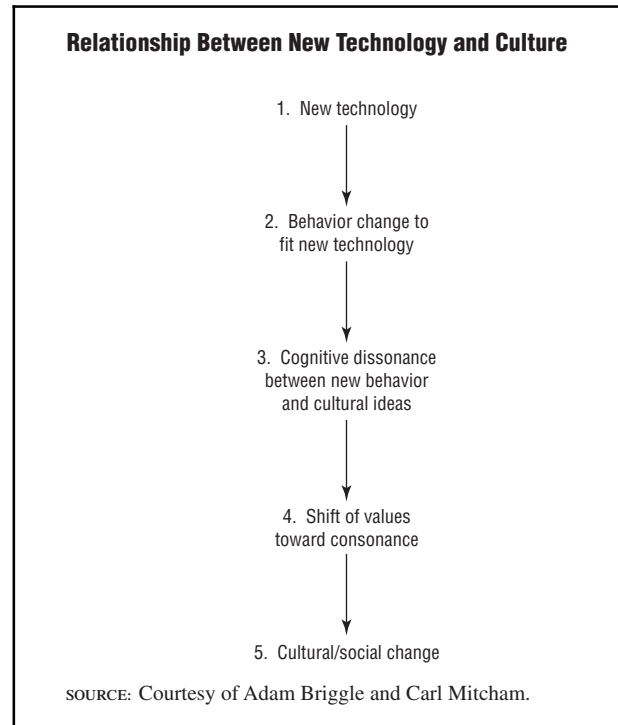 Relationship Between New Technology and Culture
1. New technology
2. Behavior change to
fit new technology
3. Cognitive dissonance
between new behavior
and cultural ideas
4. Shift of values
toward consonance
5. Cultural/social change
SOURCE: Courtesy of Adam Briggle and Carl Mitcham.